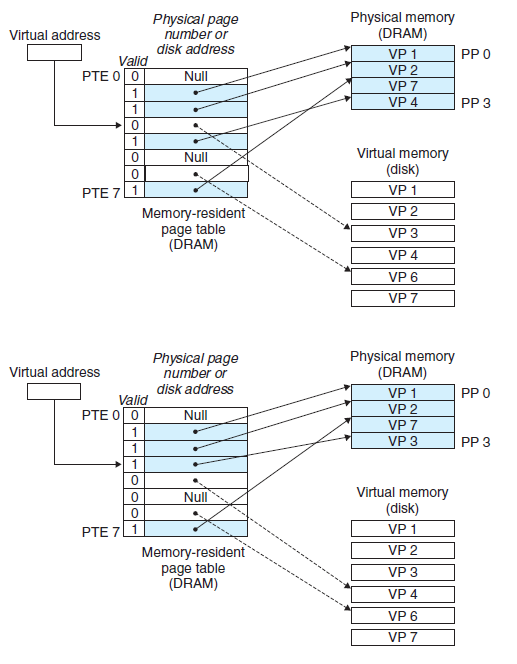 Physical page
number or
disk address
Physical memory
(DRAM)
Virtual address
Valid
PTE 0 0 Null
1
1
0
1
0 Null
0
PTE 7 1
VP 1 PP 0
VP 2
VP 7
VP 4 PP 3
Memory-resident
page table
(DRAM)
Virtual memory
(disk)
VP 1
VP 2
VP 3
VP 4
VP 6
VP 7
Physical page
number or
disk address
Physical memory
(DRAM)
Virtual address
Valid
PTE 0 0 Null
1
1
1
0
0 Null
0
PTE 7 1
VP 1 PP 0
VP 2
VP 7
VP 3 PP 3
Memory-resident
page table
(DRAM)
Virtual memory
(disk)
VP 1
VP 2
VP 3
VP 4
VP 6
VP 7